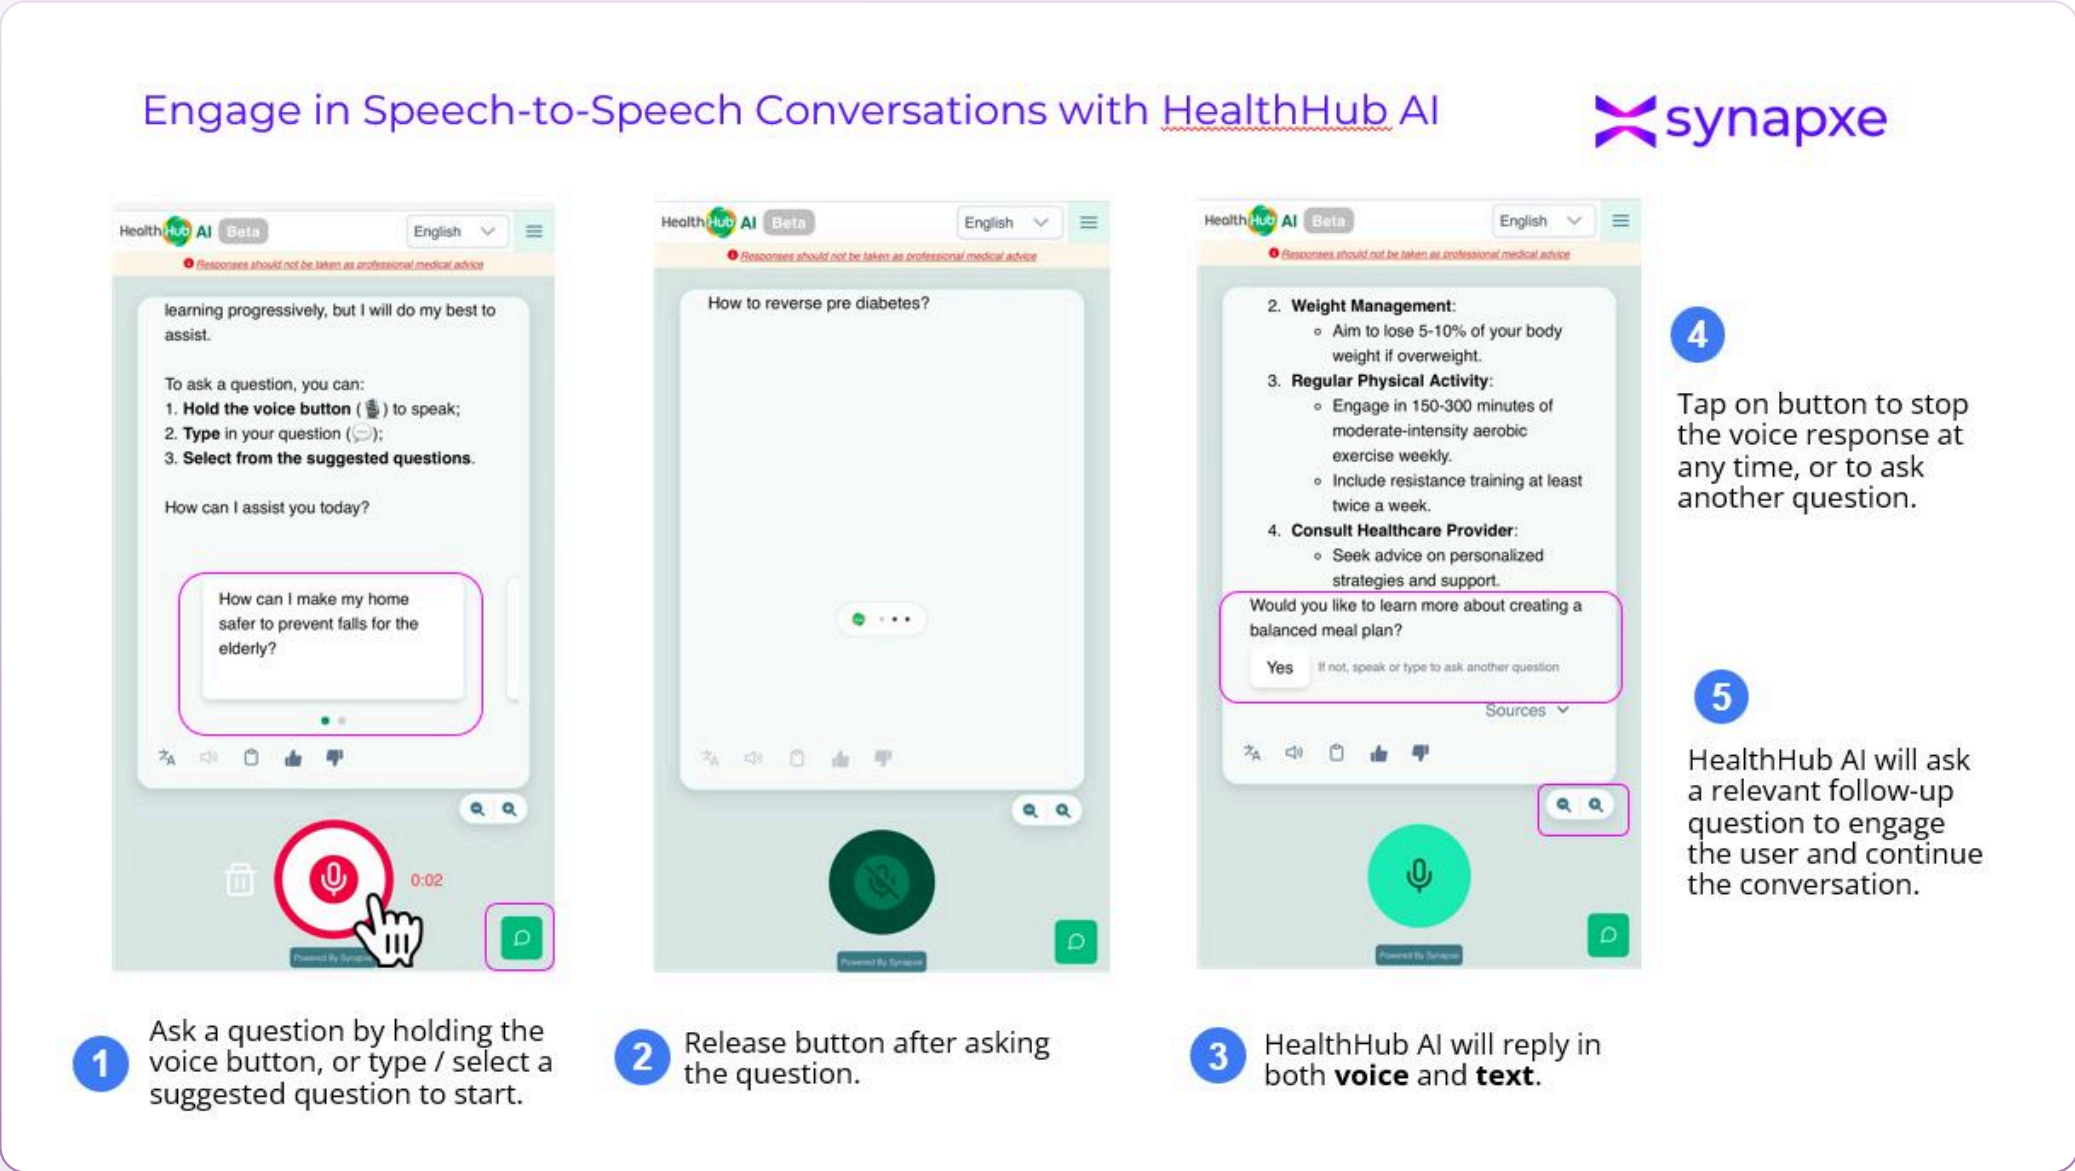 Engage in Speech-to-Speech Conversations with HealthHub AI
synapxe
HealthHub AI Beta
English
Responses should not be taken as professional medical advice
learning progressively, but I will do my best to
assist.
To ask a question, you can:
1. Hold the voice button ( ) to speak;
2. Type in your question ( );
3. Select from the suggested questions.
How can I assist you today?
How can I make my home
safer to prevent falls for the
elderly?
0:02
Powered By Synapxe
1
Ask a question by holding the
voice button, or type / select a
suggested question to start.
HealthHub AI Beta
English
Responses should not be taken as professional medical advice
How to reverse pre diabetes?
Powered By Synapxe
2
Release button after asking
the question.
HealthHub AI Beta
English
Responses should not be taken as professional medical advice
2. Weight Management:
Aim to lose 5-10% of your body
weight if overweight.
3. Regular Physical Activity:
Engage in 150-300 minutes of
moderate-intensity aerobic
exercise weekly.
Include resistance training at least
twice a week.
4. Consult Healthcare Provider:
Seek advice on personalized
strategies and support.
Would you like to learn more about creating a
balanced meal plan?
Yes If not, speak or type to ask another question
Sources
Powered By Synapxe
3
HealthHub AI will reply in
both voice and text.
4
Tap on button to stop
the voice response at
any time, or to ask
another question.
5
HealthHub AI will ask
a relevant follow-up
question to engage
the user and continue
the conversation.